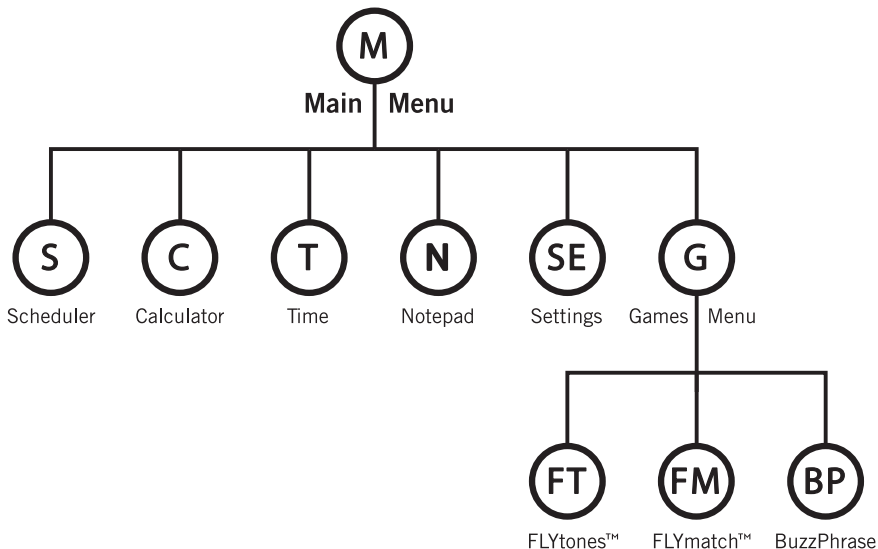 M
Main Menu
S C T N SE G
Scheduler Calculator Time Notepad Settings Games Menu
FT FM BP
FLYtones™ FLYmatch™ BuzzPhrase